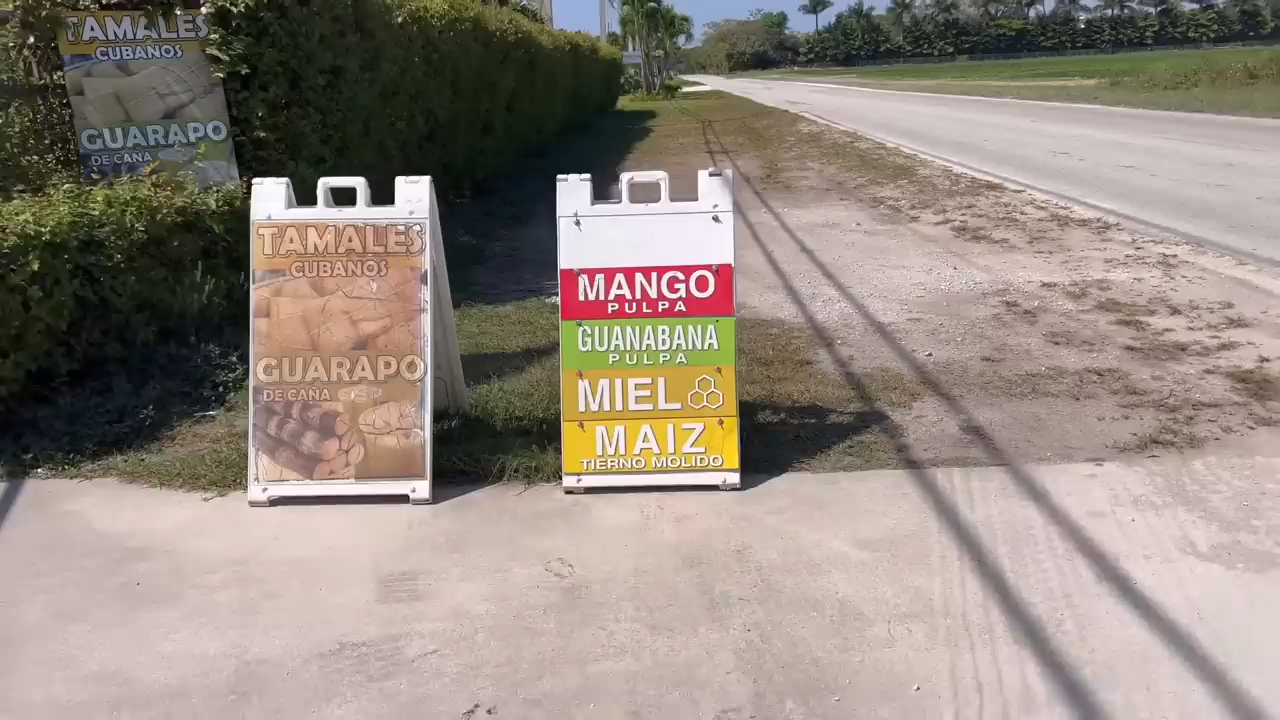 TAMALES
CUBANOS
GUARAPO
DE CAÑA
TAMALES
CUBANOS
GUARAPO
DE CAÑA
MANGO
PULPA
GUANABANA
PULPA
MIEL
MAIZ
TIERNO MOLIDO